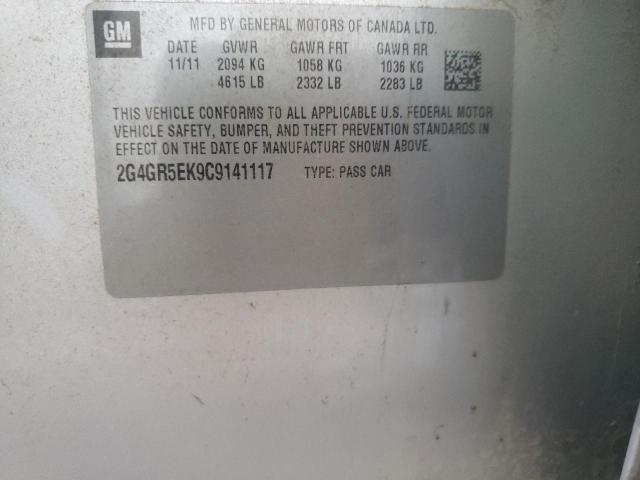 GM
MFD BY GENERAL MOTORS OF CANADA LTD.
DATE GVWR GAWR FRT GAWR RR
11/11 2094 KG 1058 KG 1036 KG
4615 LB 2332 LB 2283 LB
THIS VEHICLE CONFORMS TO ALL APPLICABLE U.S. FEDERAL MOTOR
VEHICLE SAFETY, BUMPER, AND THEFT PREVENTION STANDARDS IN
EFFECT ON THE DATE OF MANUFACTURE SHOWN ABOVE.
2G4GR5EK9C9141117 TYPE: PASS CAR